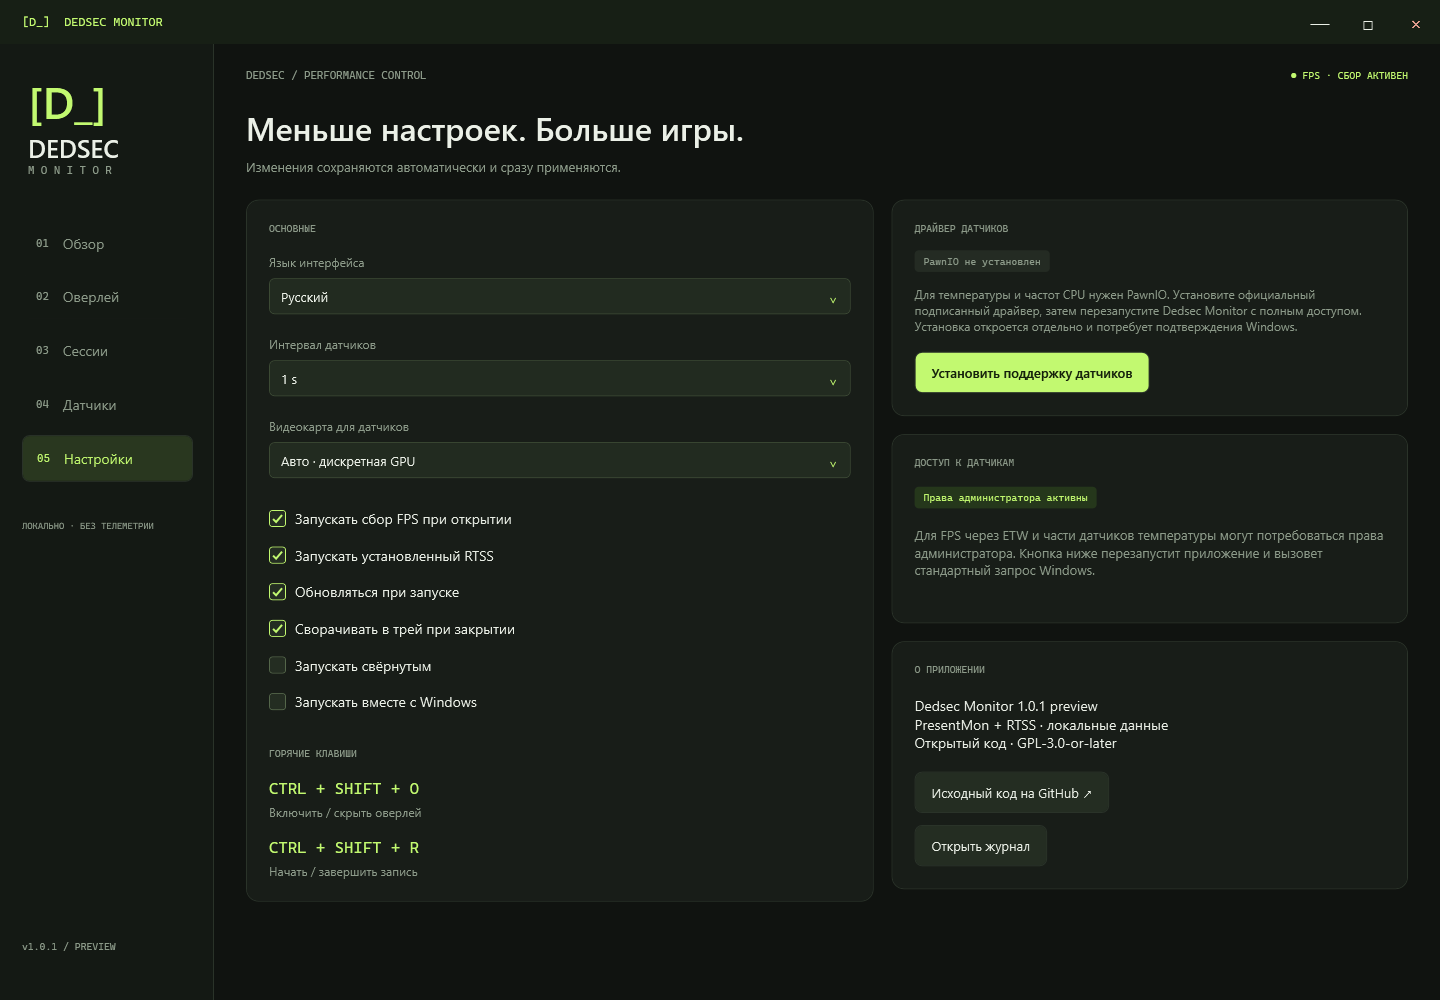 [D_] DEDSEC MONITOR
[D_]
DEDSEC
MONITOR
01 Обзор
02 Оверлей
03 Сессии
04 Датчики
05 Настройки
ЛОКАЛЬНО · БЕЗ ТЕЛЕМЕТРИИ
v1.0.1 / PREVIEW
DEDSEC / PERFORMANCE CONTROL
● FPS · СБОР АКТИВЕН
Меньше настроек. Больше игры.
Изменения сохраняются автоматически и сразу применяются.
ОСНОВНЫЕ
Язык интерфейса
Русский
Интервал датчиков
1 s
Видеокарта для датчиков
Авто · дискретная GPU
Запускать сбор FPS при открытии
Запускать установленный RTSS
Обновляться при запуске
Сворачивать в трей при закрытии
Запускать свёрнутым
Запускать вместе с Windows
ГОРЯЧИЕ КЛАВИШИ
CTRL + SHIFT + O
Включить / скрыть оверлей
CTRL + SHIFT + R
Начать / завершить запись
ДРАЙВЕР ДАТЧИКОВ
PawnIO не установлен
Для температуры и частот CPU нужен PawnIO. Установите официальный
подписанный драйвер, затем перезапустите Dedsec Monitor с полным доступом.
Установка откроется отдельно и потребует подтверждения Windows.
Установить поддержку датчиков
ДОСТУП К ДАТЧИКАМ
Права администратора активны
Для FPS через ETW и части датчиков температуры могут потребоваться права
администратора. Кнопка ниже перезапустит приложение и вызовет
стандартный запрос Windows.
О ПРИЛОЖЕНИИ
Dedsec Monitor 1.0.1 preview
PresentMon + RTSS · локальные данные
Открытый код · GPL-3.0-or-later
Исходный код на GitHub ↗
Открыть журнал